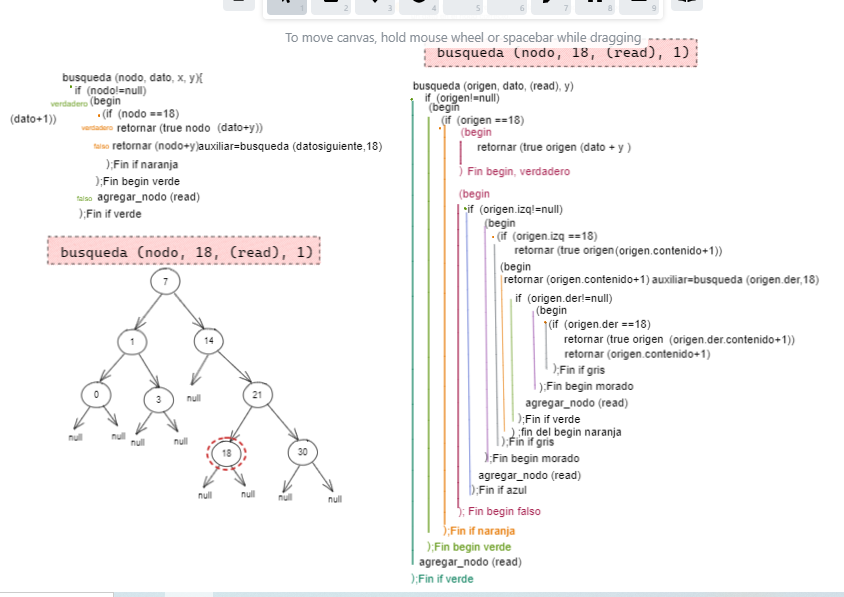 1
2
3
4
5
6
7
8
9
To move canvas, hold mouse wheel or spacebar while dragging
busqueda (nodo, 18, (read), 1)
busqueda (nodo, dato, x, y){
if (nodo!=null)
verdadero (begin
(dato+1))
(if (nodo ==18)
verdadero retornar (true nodo (dato+y))
falso retornar (nodo+y)auxiliar=busqueda (datosiguiente,18)
);Fin if naranja
);Fin begin verde
falso agregar_nodo (read)
);Fin if verde
busqueda (nodo, 18, (read), 1)
7
1
14
0
3
null
21
null
null
null
null
18
30
null
null
null
null
busqueda (origen, dato, (read), y)
if (origen!=null)
(begin
(if (origen ==18)
(begin
retornar (true origen (dato + y )
) Fin begin, verdadero
(begin
if (origen.izq!=null)
(begin
(if (origen.izq ==18)
retornar (true origen(origen.contenido+1))
(begin
retornar (origen.contenido+1) auxiliar=busqueda (origen.der,18)
if (origen.der!=null)
(begin
(if (origen.der ==18)
retornar (true origen (origen.der.contenido+1))
retornar (origen.contenido+1)
);Fin if gris
);Fin begin morado
agregar_nodo (read)
);Fin if verde
) ;fin del begin naranja
);Fin if gris
);Fin begin morado
agregar_nodo (read)
);Fin if azul
); Fin begin falso
);Fin if naranja
);Fin begin verde
agregar_nodo (read)
);Fin if verde